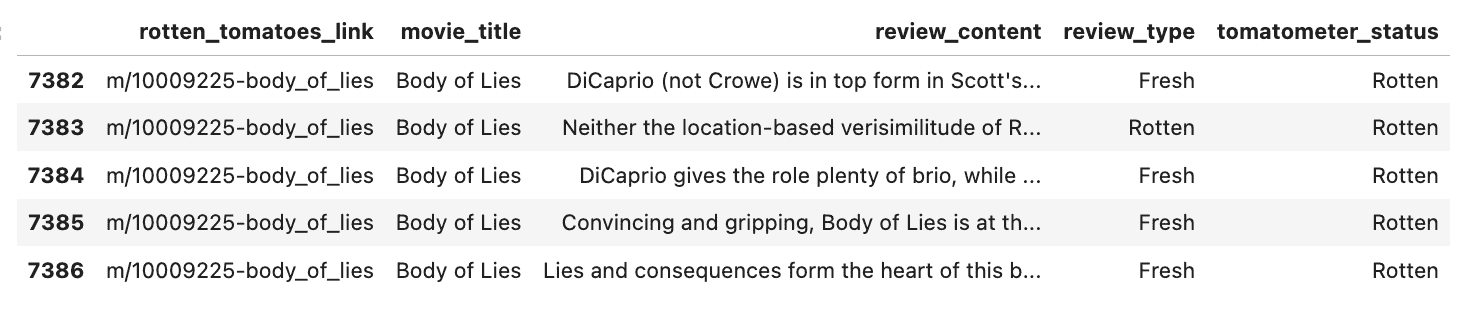 rotten_tomatoes_link movie_title review_content review_type tomatometer_status
7382 m/10009225-body_of_lies Body of Lies DiCaprio (not Crowe) is in top form in Scott's... Fresh Rotten
7383 m/10009225-body_of_lies Body of Lies Neither the location-based verisimilitude of R... Rotten Rotten
7384 m/10009225-body_of_lies Body of Lies DiCaprio gives the role plenty of brio, while ... Fresh Rotten
7385 m/10009225-body_of_lies Body of Lies Convincing and gripping, Body of Lies is at th... Fresh Rotten
7386 m/10009225-body_of_lies Body of Lies Lies and consequences form the heart of this b... Fresh Rotten